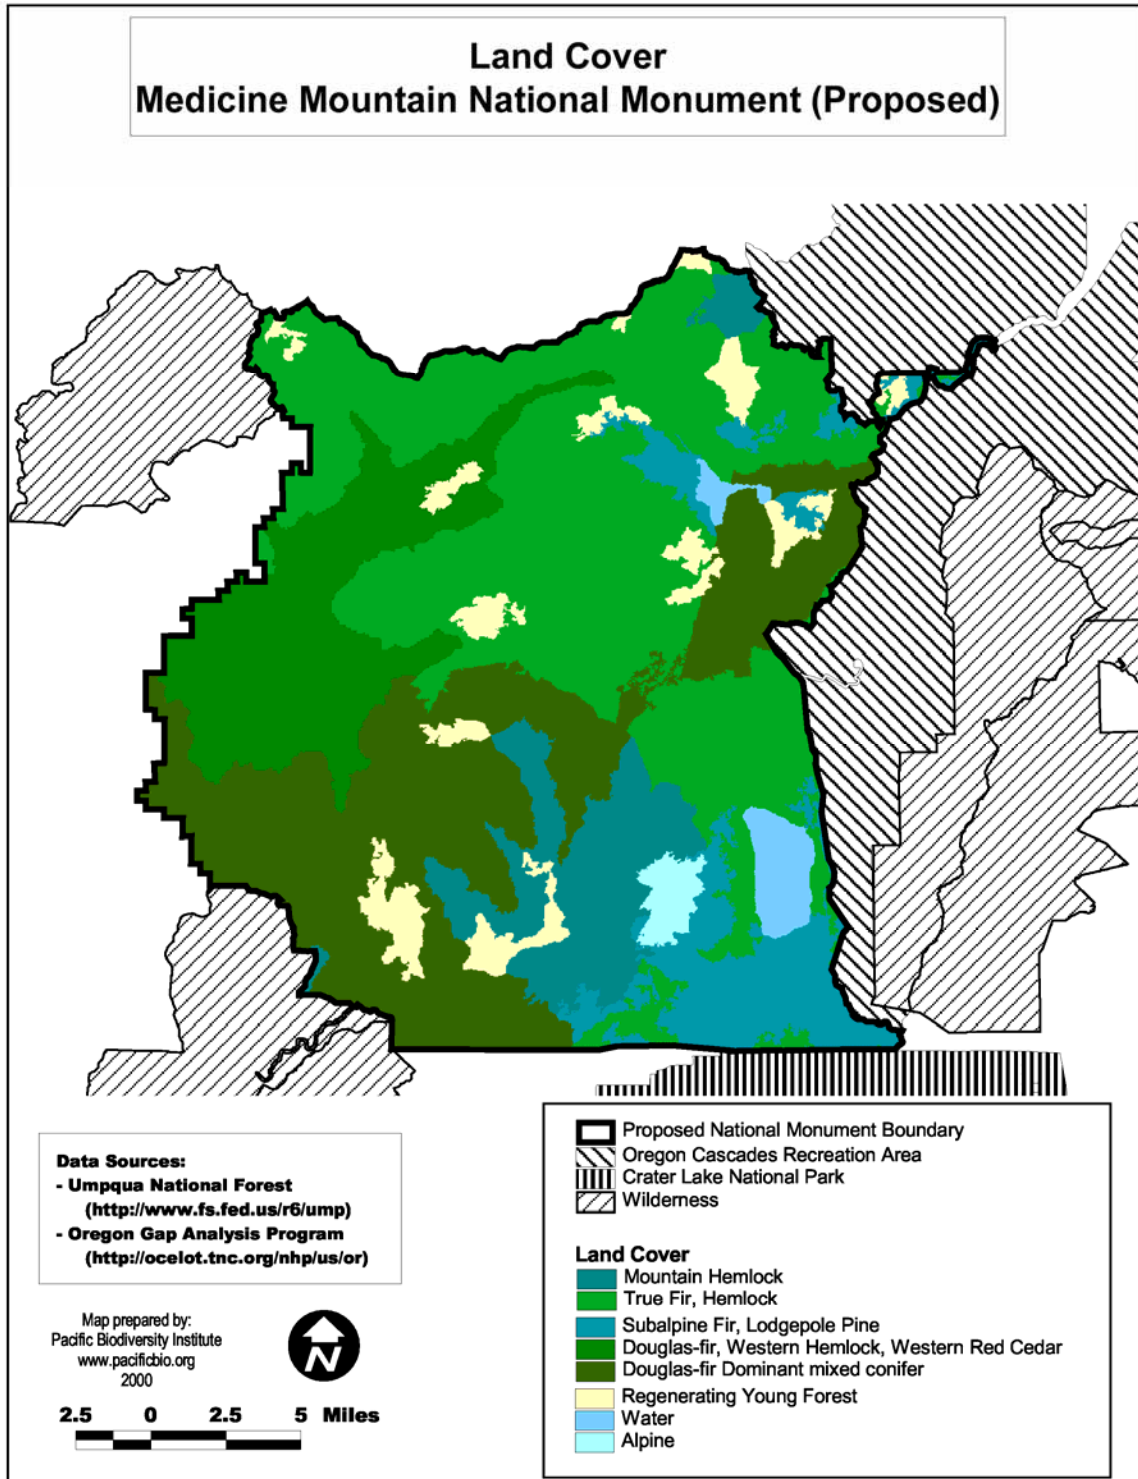 Land Cover
Medicine Mountain National Monument (Proposed)
Data Sources:
- Umpqua National Forest
(http://www.fs.fed.us/r6/ump)
- Oregon Gap Analysis Program
(http://ocelot.tnc.org/nhp/us/or)
Map prepared by:
Pacific Biodiversity Institute
www.pacificbio.org
2000
N
2.5 0 2.5 5 Miles
Proposed National Monument Boundary
Oregon Cascades Recreation Area
Crater Lake National Park
Wilderness
Land Cover
Mountain Hemlock
True Fir, Hemlock
Subalpine Fir, Lodgepole Pine
Douglas-fir, Western Hemlock, Western Red Cedar
Douglas-fir Dominant mixed conifer
Regenerating Young Forest
Water
Alpine